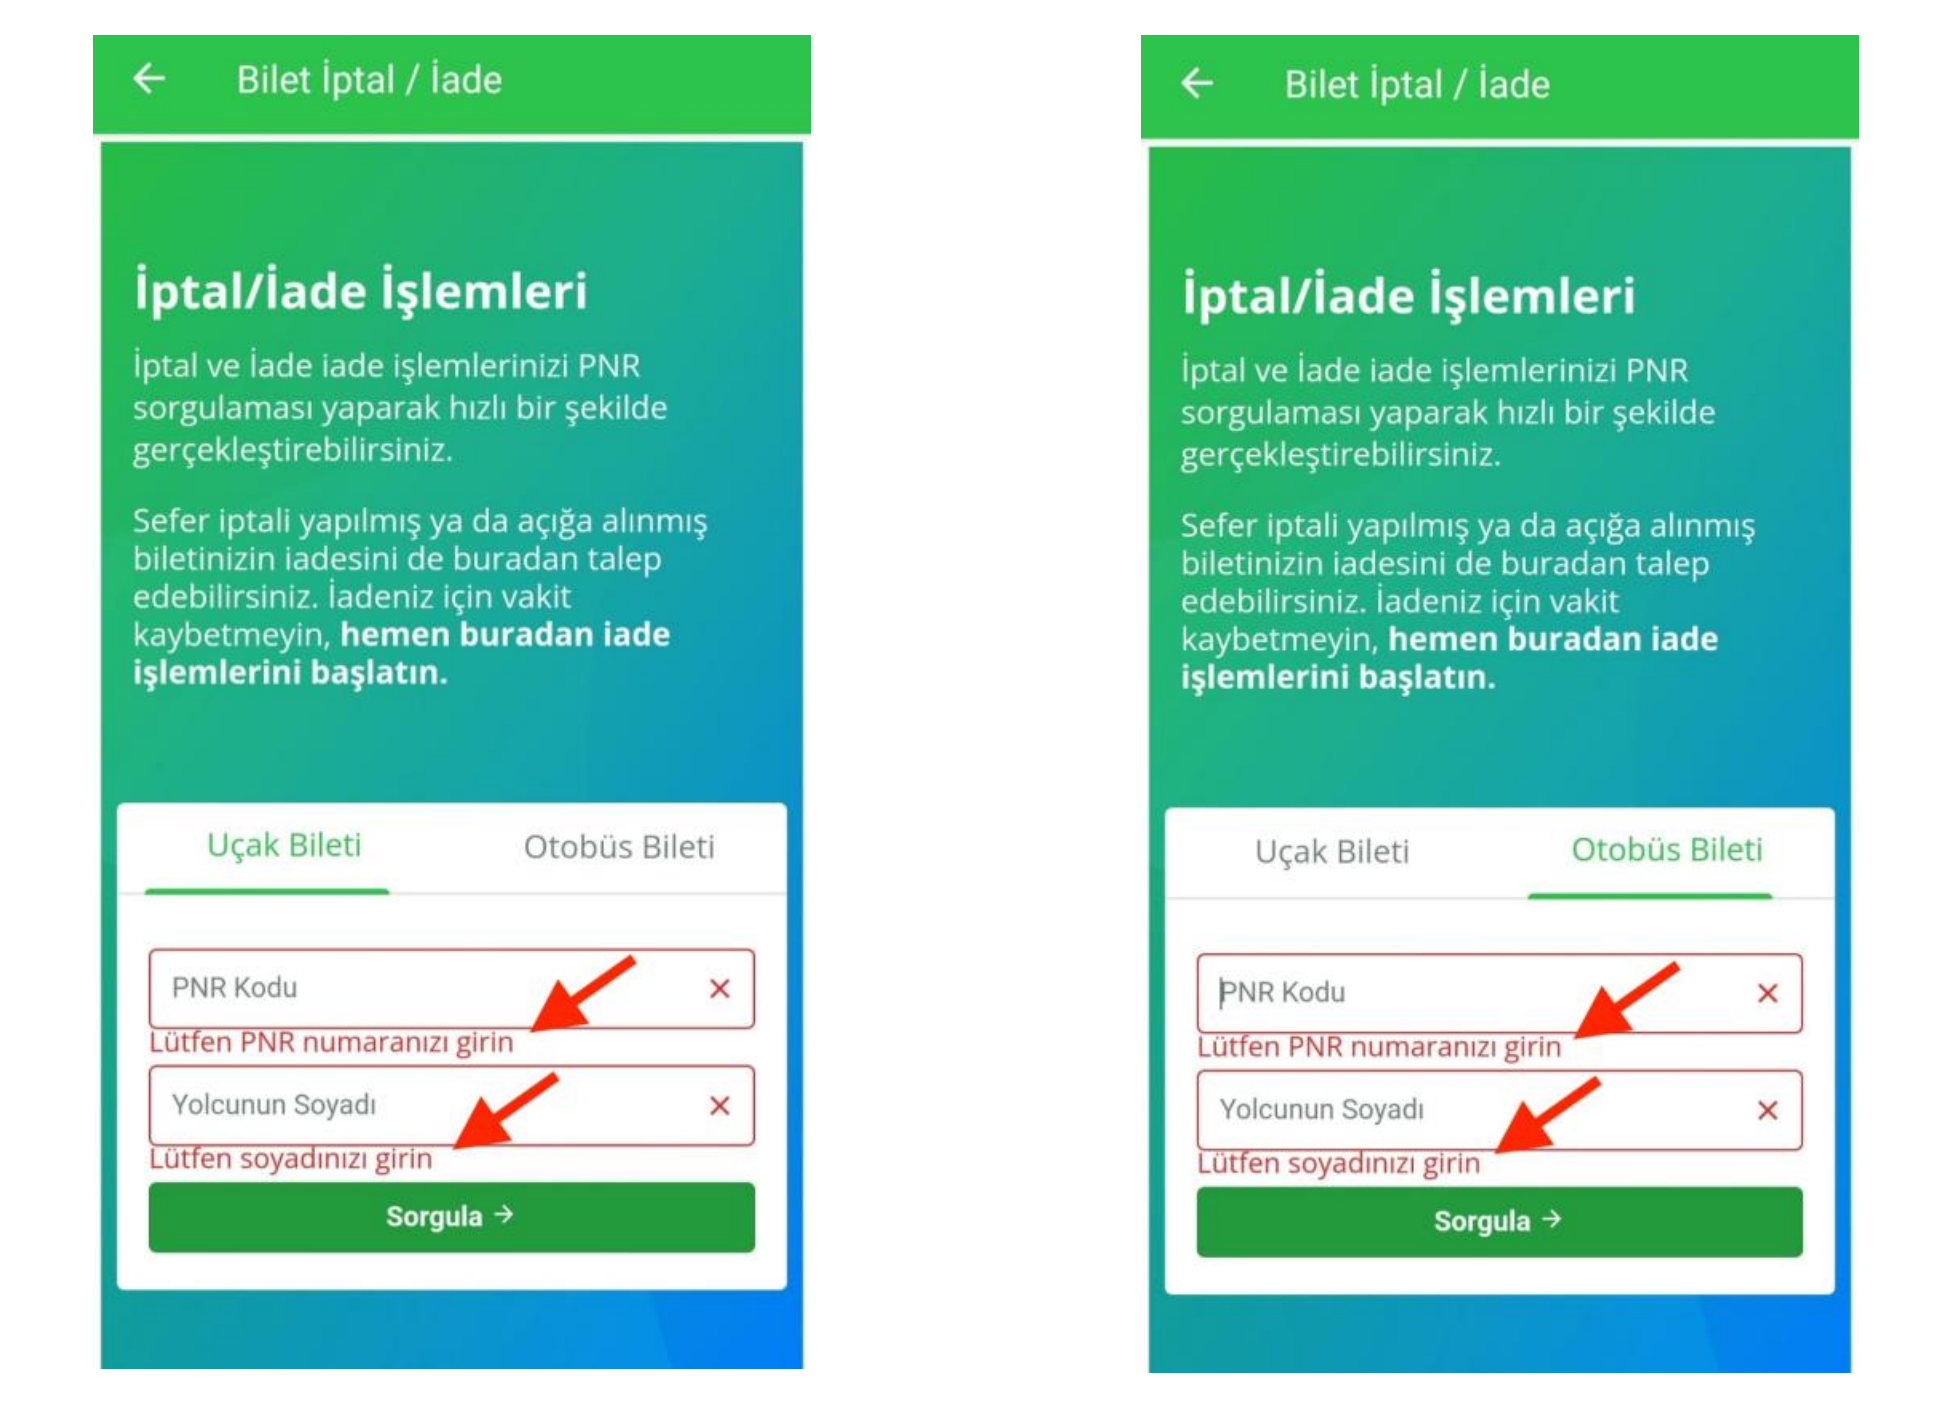 Bilet İptal / İade
İptal/İade İşlemleri
İptal ve İade iade işlemlerinizi PNR
sorgulaması yaparak hızlı bir şekilde
gerçekleştirebilirsiniz.
Sefer iptali yapılmış ya da açığa alınmış
biletinizin iadesini de buradan talep
edebilirsiniz. İadeniz için vakit
kaybetmeyin, hemen buradan iade
işlemlerini başlatın.
Uçak Bileti Otobüs Bileti
PNR Kodu
Lütfen PNR numaranızı girin
Yolcunun Soyadı
Lütfen soyadınızı girin
Sorgula →
Bilet İptal / İade
İptal/İade İşlemleri
İptal ve İade iade işlemlerinizi PNR
sorgulaması yaparak hızlı bir şekilde
gerçekleştirebilirsiniz.
Sefer iptali yapılmış ya da açığa alınmış
biletinizin iadesini de buradan talep
edebilirsiniz. İadeniz için vakit
kaybetmeyin, hemen buradan iade
işlemlerini başlatın.
Uçak Bileti Otobüs Bileti
PNR Kodu
Lütfen PNR numaranızı girin
Yolcunun Soyadı
Lütfen soyadınızı girin
Sorgula →